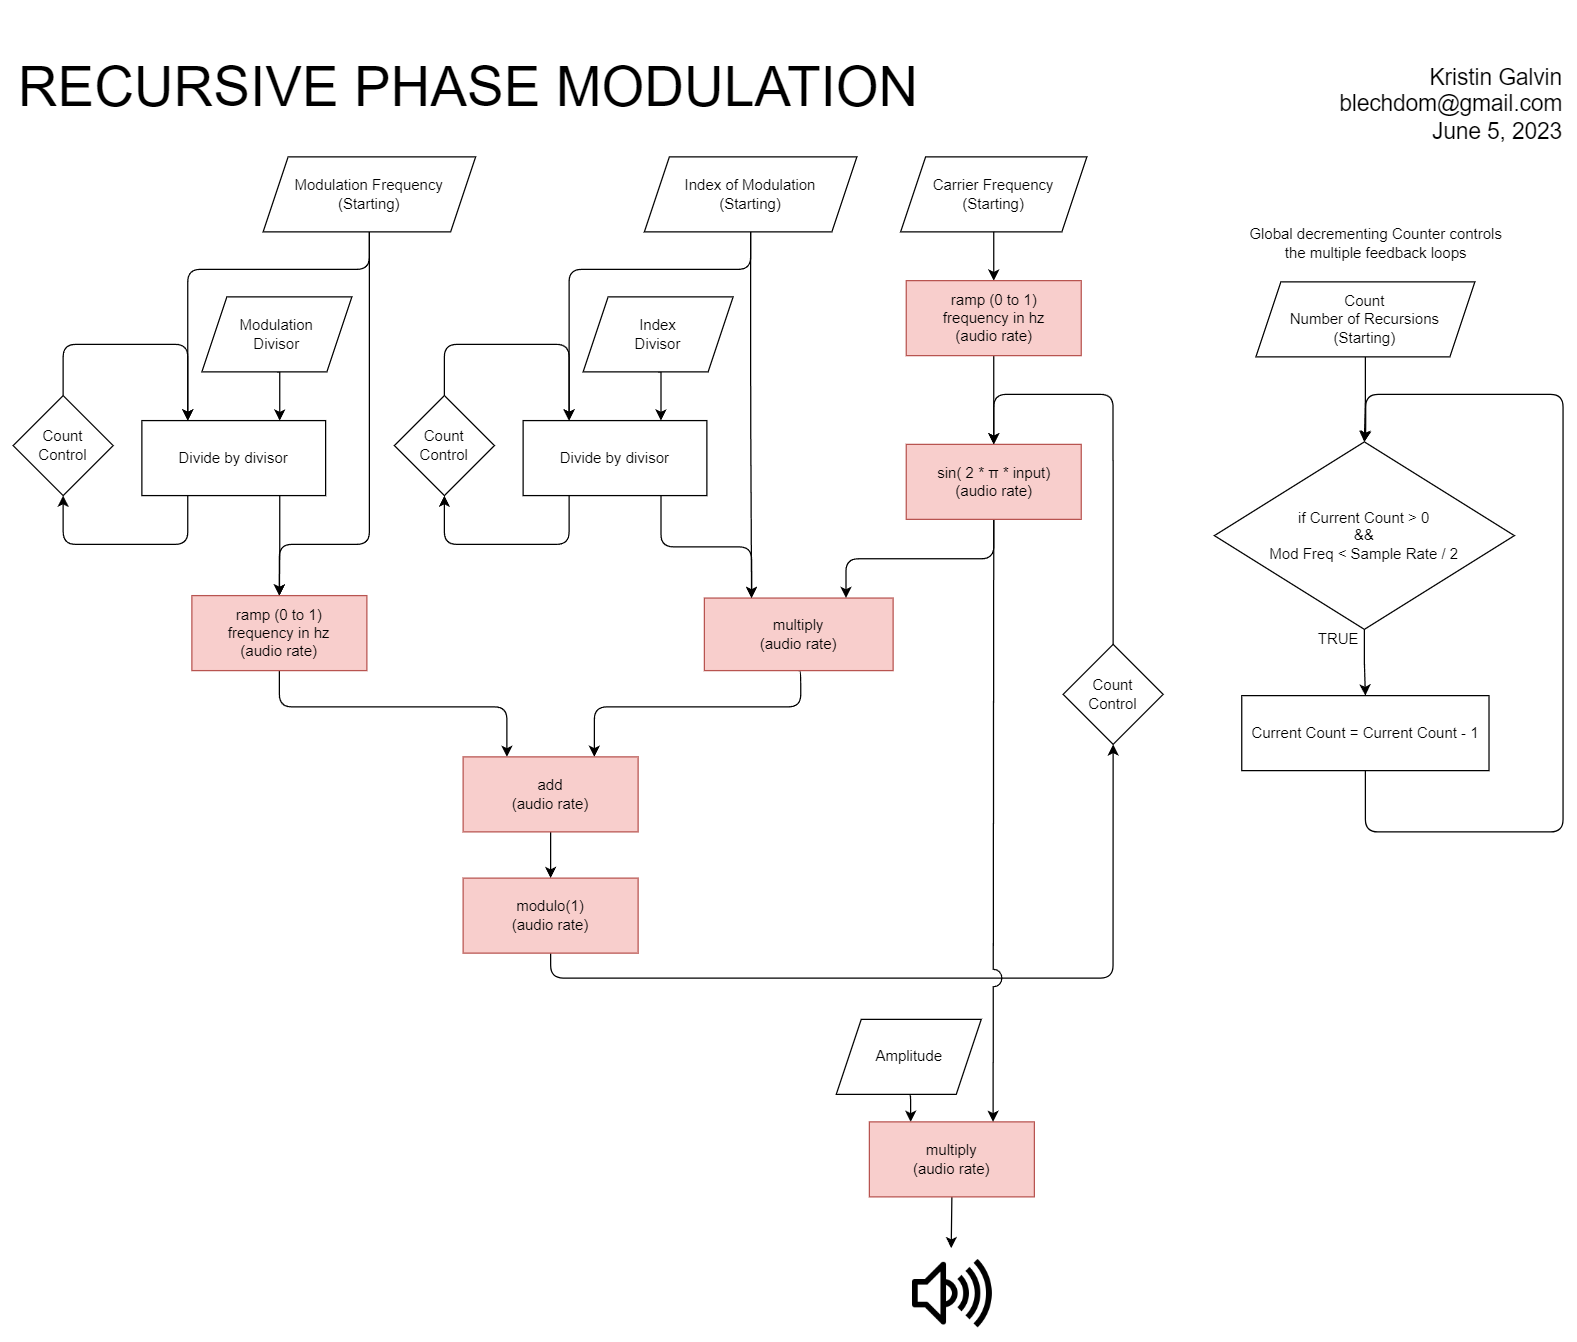 RECURSIVE PHASE MODULATION
Kristin Galvin
blechdom@gmail.com
June 5, 2023
Modulation Frequency
(Starting)
Index of Modulation
(Starting)
Carrier Frequency
(Starting)
Global decrementing Counter controls
the multiple feedback loops
Modulation
Divisor
Index
Divisor
ramp (0 to 1)
frequency in hz
(audio rate)
Count
Number of Recursions
(Starting)
Count
Control
Divide by divisor
Count
Control
Divide by divisor
sin( 2 * π * input)
(audio rate)
if Current Count > 0
&&
Mod Freq < Sample Rate / 2
TRUE
ramp (0 to 1)
frequency in hz
(audio rate)
multiply
(audio rate)
Count
Control
Current Count = Current Count - 1
add
(audio rate)
modulo(1)
(audio rate)
Amplitude
multiply
(audio rate)